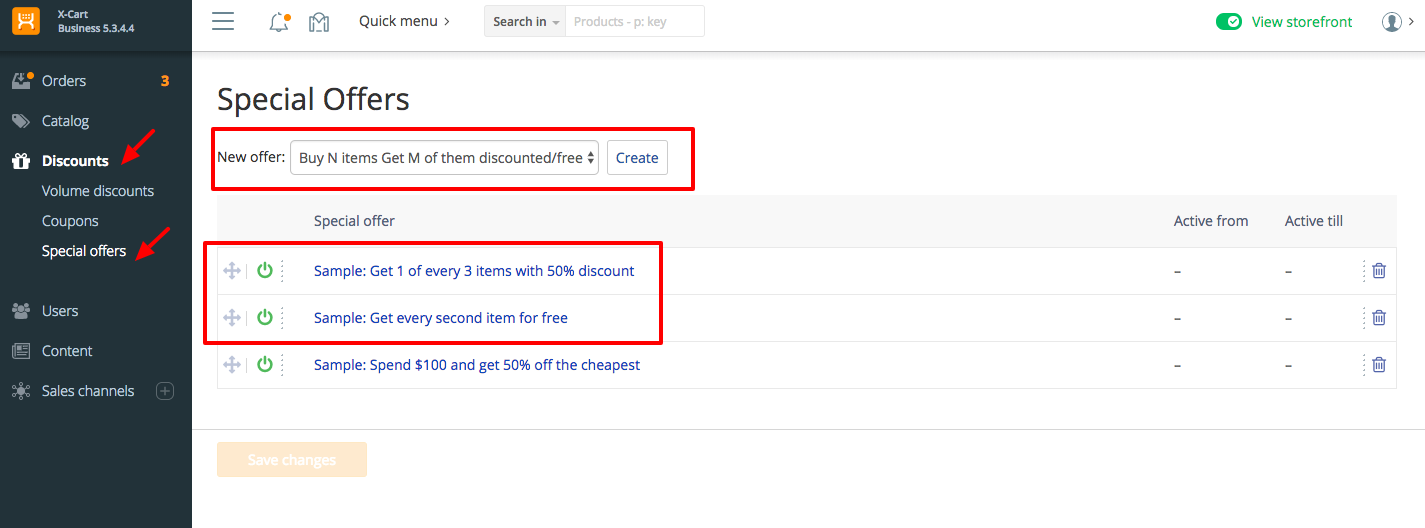 X-Cart
Business 5.3.4.4
Quick menu
Search in
Products - p: key
View storefront
Orders 3
Catalog
Discounts
Volume discounts
Coupons
Special offers
Users
Content
Sales channels
Special Offers
New offer: Buy N items Get M of them discounted/free Create
Special offer Active from Active till
Sample: Get 1 of every 3 items with 50% discount – –
Sample: Get every second item for free – –
Sample: Spend $100 and get 50% off the cheapest – –
Save changes